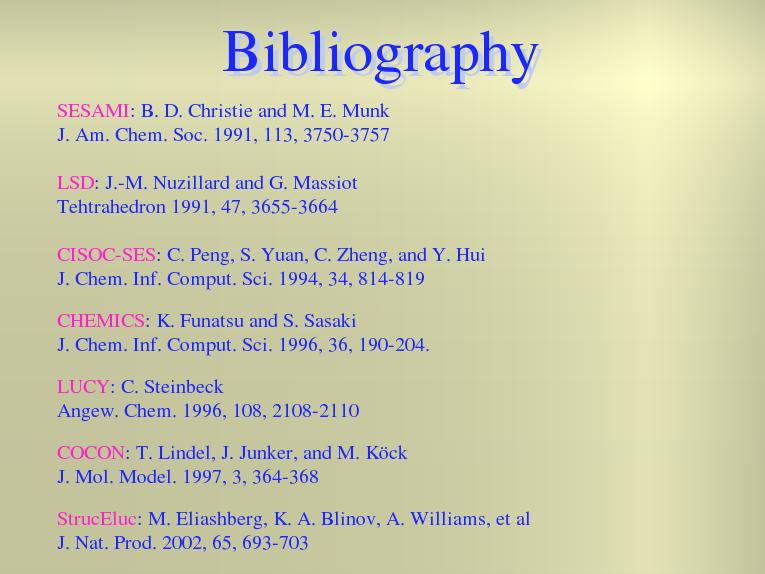 Bibliography
SESAMI: B. D. Christie and M. E. Munk
J. Am. Chem. Soc. 1991, 113, 3750-3757
LSD: J.-M. Nuzillard and G. Massiot
Tehtrahedron 1991, 47, 3655-3664
CISOC-SES: C. Peng, S. Yuan, C. Zheng, and Y. Hui
J. Chem. Inf. Comput. Sci. 1994, 34, 814-819
CHEMICS: K. Funatsu and S. Sasaki
J. Chem. Inf. Comput. Sci. 1996, 36, 190-204.
LUCY: C. Steinbeck
Angew. Chem. 1996, 108, 2108-2110
COCON: T. Lindel, J. Junker, and M. Köck
J. Mol. Model. 1997, 3, 364-368
StrucEluc: M. Eliashberg, K. A. Blinov, A. Williams, et al
J. Nat. Prod. 2002, 65, 693-703